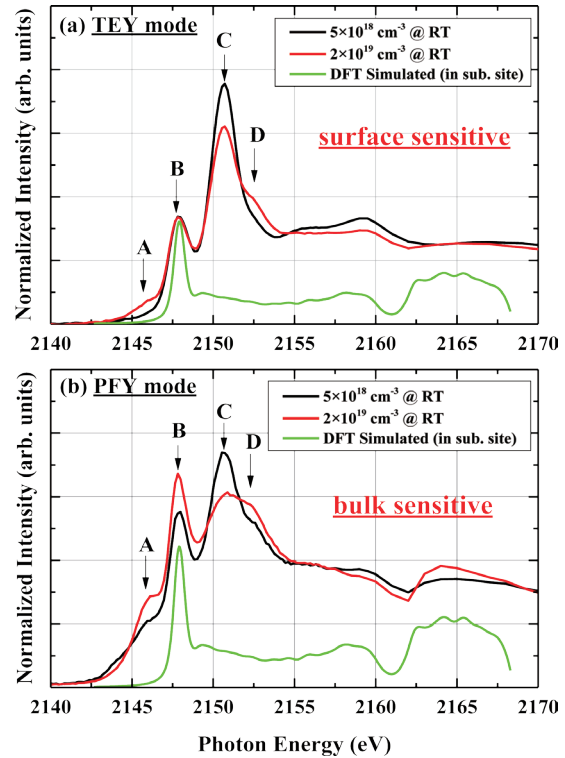 (a) TEY mode
C
5×10¹⁸ cm⁻³ @ RT
2×10¹⁹ cm⁻³ @ RT
DFT Simulated (in sub. site)
D
surface sensitive
B
A
Normalized Intensity (arb. units)
2140 2145 2150 2155 2160 2165 2170
(b) PFY mode
C
5×10¹⁸ cm⁻³ @ RT
2×10¹⁹ cm⁻³ @ RT
DFT Simulated (in sub. site)
B
D
bulk sensitive
A
Normalized Intensity (arb. units)
2140 2145 2150 2155 2160 2165 2170
Photon Energy (eV)